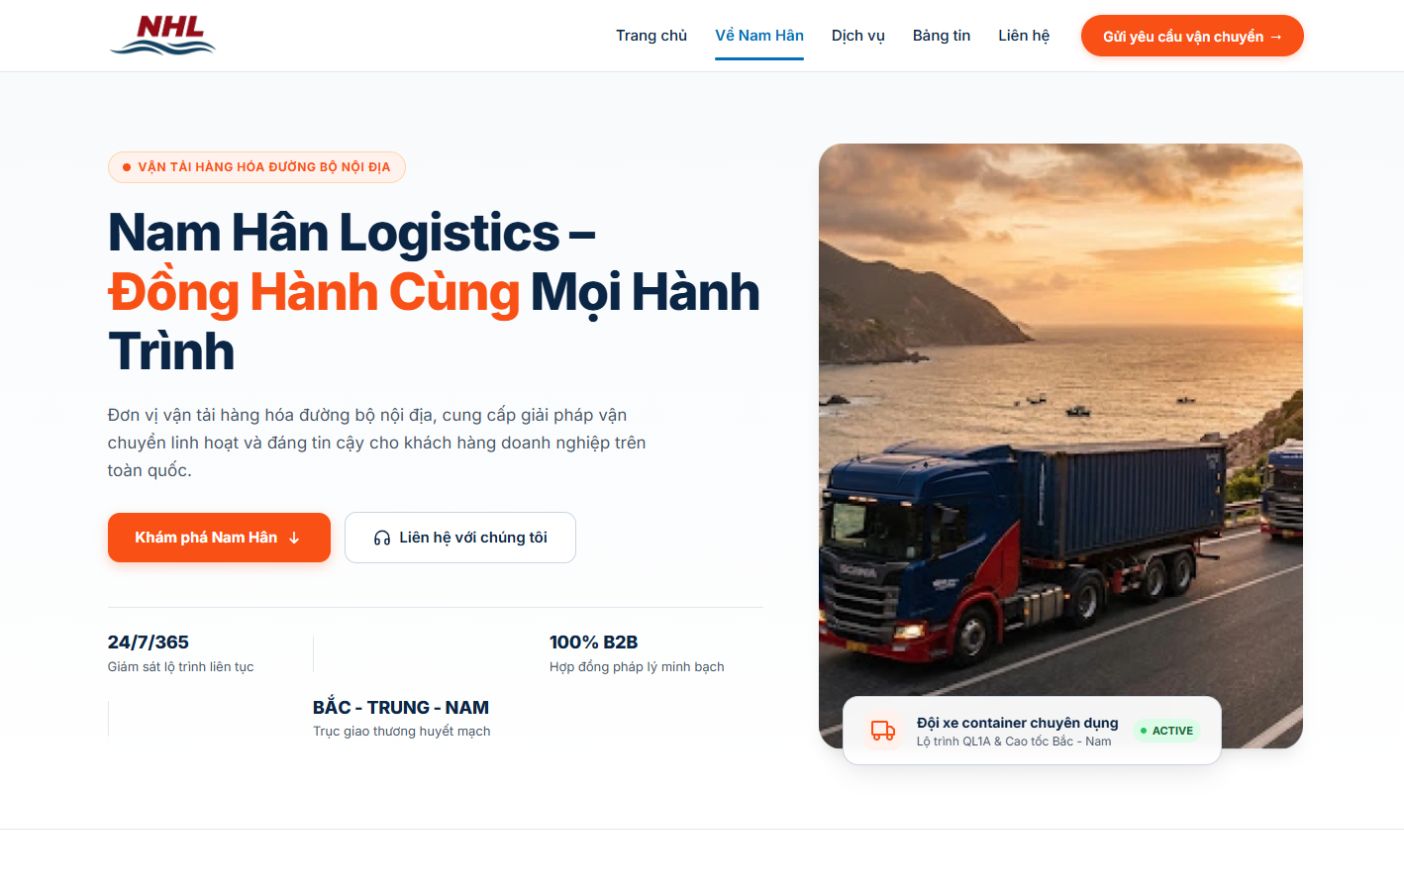 NHL
Trang chủ
Về Nam Hân
Dịch vụ
Bảng tin
Liên hệ
Gửi yêu cầu vận chuyển →
VẬN TẢI HÀNG HÓA ĐƯỜNG BỘ NỘI ĐỊA
Nam Hân Logistics –
Đồng Hành Cùng Mọi Hành
Trình
Đơn vị vận tải hàng hóa đường bộ nội địa, cung cấp giải pháp vận
chuyển linh hoạt và đáng tin cậy cho khách hàng doanh nghiệp trên
toàn quốc.
Khám phá Nam Hân ↓
Liên hệ với chúng tôi
24/7/365
Giám sát lộ trình liên tục
100% B2B
Hợp đồng pháp lý minh bạch
BẮC - TRUNG - NAM
Trục giao thương huyết mạch
SCANIA
Đội xe container chuyên dụng
Lộ trình QL1A & Cao tốc Bắc - Nam
ACTIVE